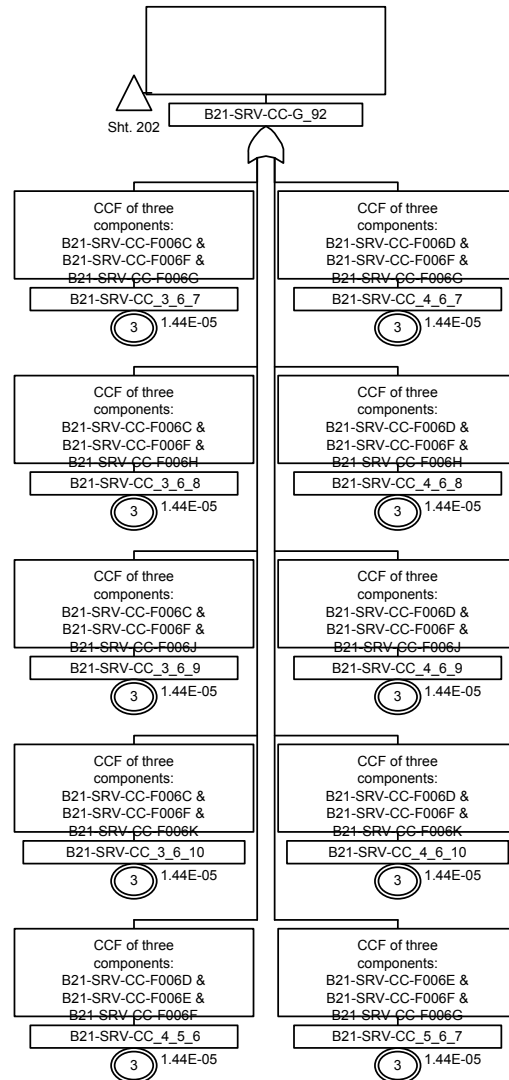 Sht. 202
B21-SRV-CC-G_92
CCF of three
components:
B21-SRV-CC-F006C &
B21-SRV-CC-F006F &
B21-SRV-CC-F006G
B21-SRV-CC_3_6_7
3
1.44E-05
CCF of three
components:
B21-SRV-CC-F006D &
B21-SRV-CC-F006F &
B21-SRV-CC-F006G
B21-SRV-CC_4_6_7
3
1.44E-05
CCF of three
components:
B21-SRV-CC-F006C &
B21-SRV-CC-F006F &
B21-SRV-CC-F006H
B21-SRV-CC_3_6_8
3
1.44E-05
CCF of three
components:
B21-SRV-CC-F006D &
B21-SRV-CC-F006F &
B21-SRV-CC-F006H
B21-SRV-CC_4_6_8
3
1.44E-05
CCF of three
components:
B21-SRV-CC-F006C &
B21-SRV-CC-F006F &
B21-SRV-CC-F006J
B21-SRV-CC_3_6_9
3
1.44E-05
CCF of three
components:
B21-SRV-CC-F006D &
B21-SRV-CC-F006F &
B21-SRV-CC-F006J
B21-SRV-CC_4_6_9
3
1.44E-05
CCF of three
components:
B21-SRV-CC-F006C &
B21-SRV-CC-F006F &
B21-SRV-CC-F006K
B21-SRV-CC_3_6_10
3
1.44E-05
CCF of three
components:
B21-SRV-CC-F006D &
B21-SRV-CC-F006F &
B21-SRV-CC-F006K
B21-SRV-CC_4_6_10
3
1.44E-05
CCF of three
components:
B21-SRV-CC-F006D &
B21-SRV-CC-F006E &
B21-SRV-CC-F006F
B21-SRV-CC_4_5_6
3
1.44E-05
CCF of three
components:
B21-SRV-CC-F006E &
B21-SRV-CC-F006F &
B21-SRV-CC-F006G
B21-SRV-CC_5_6_7
3
1.44E-05